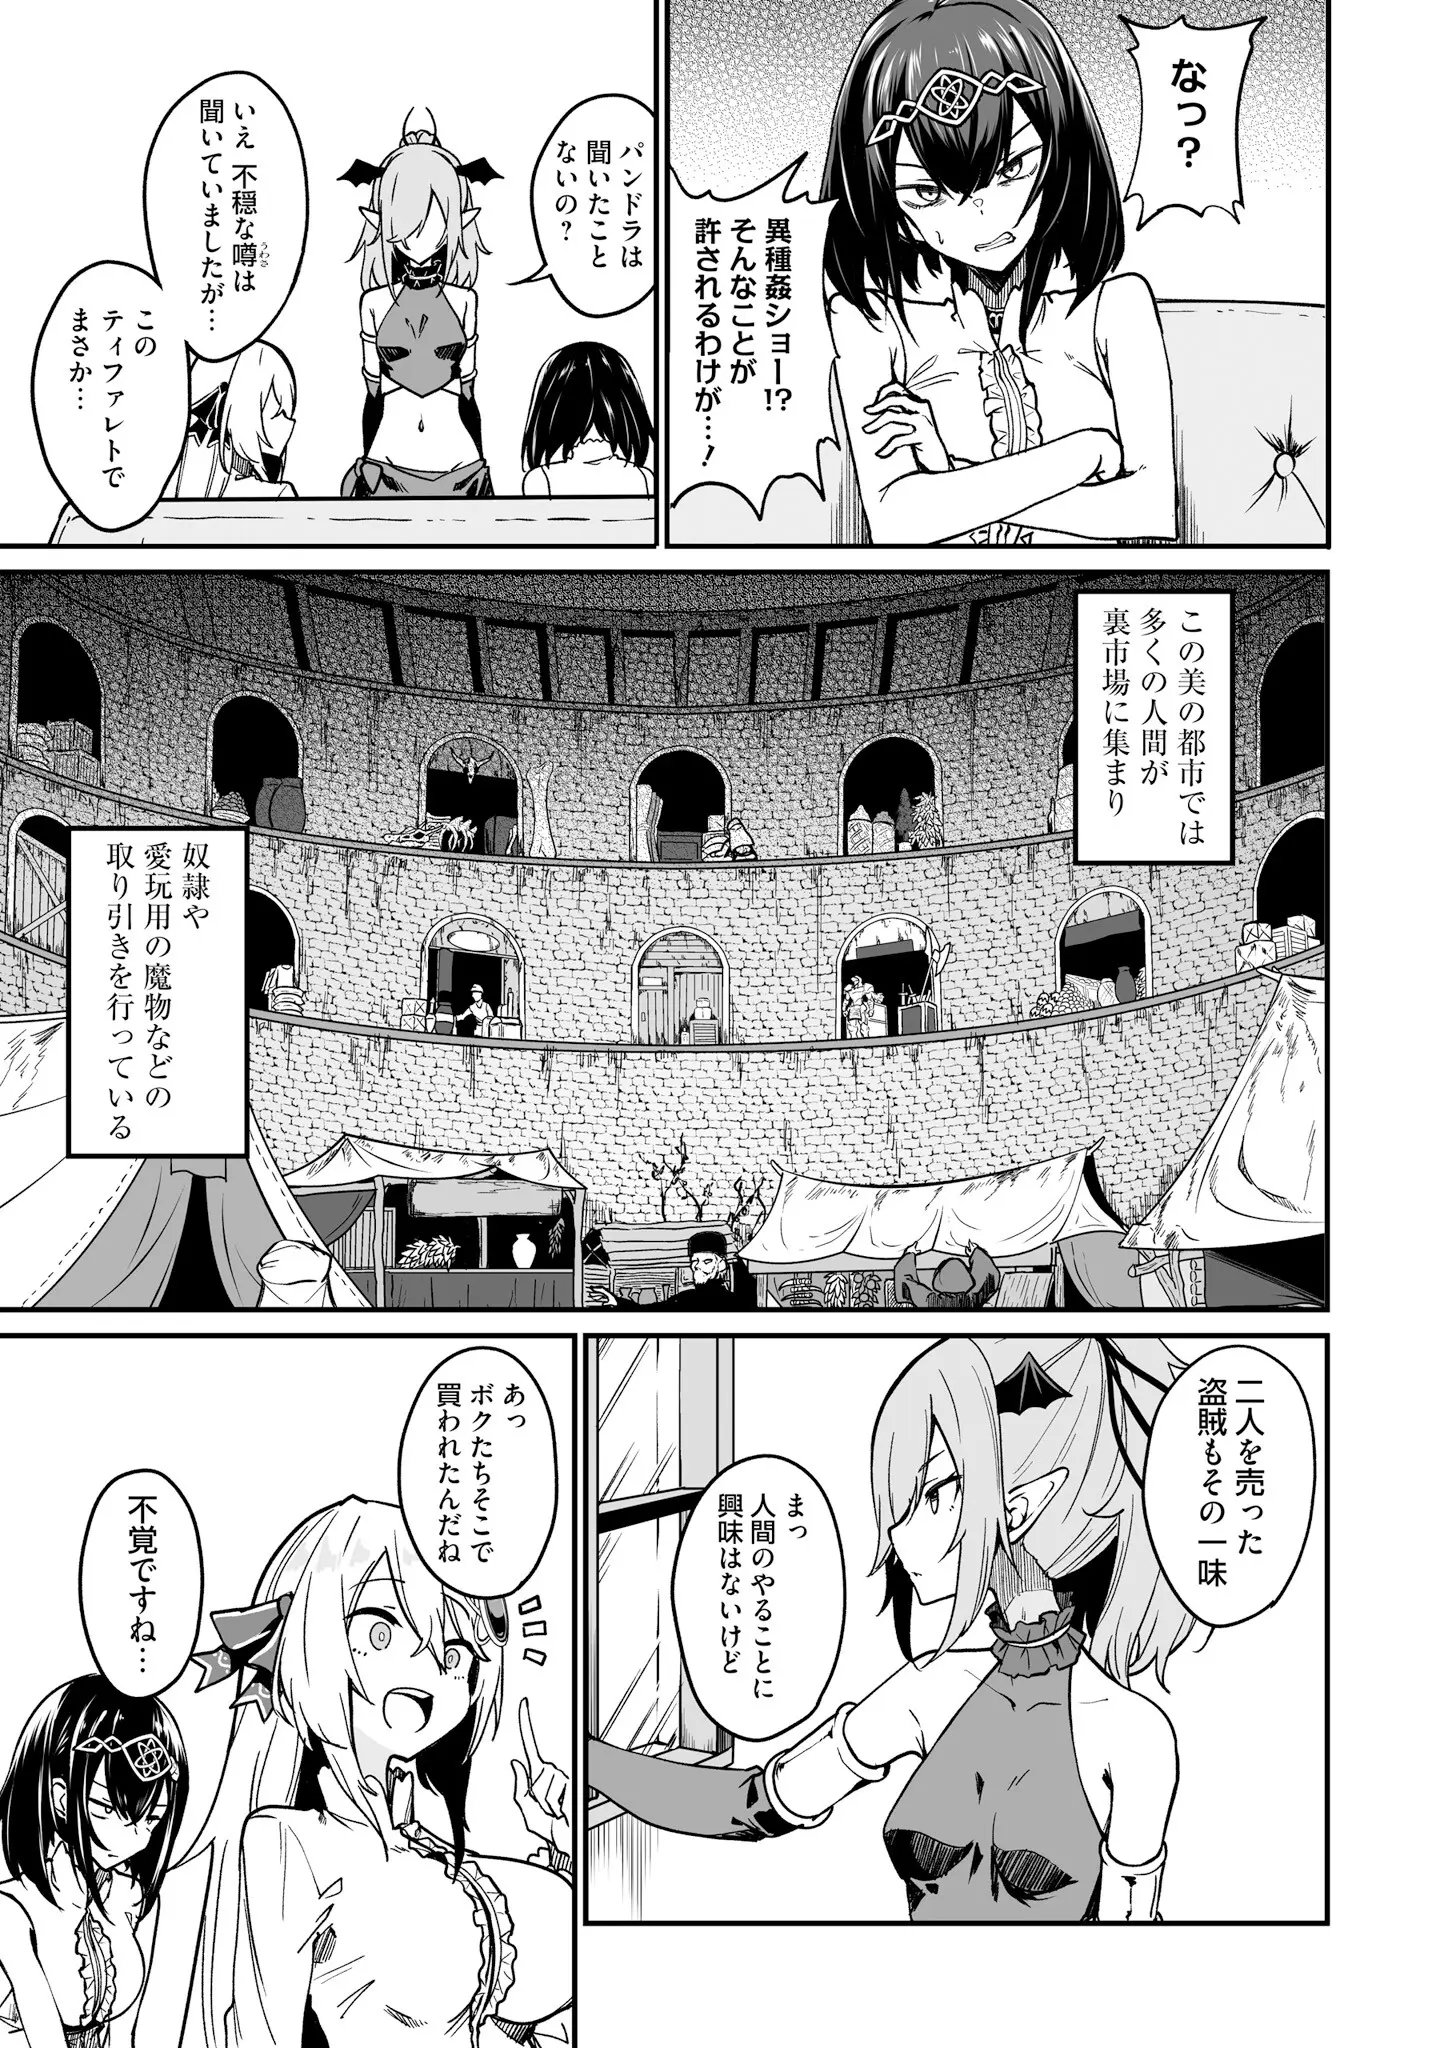 なっ?
異種姦ショー!?
そんなことが
許されるわけが…!
パンドラは
聞いたこと
ないの?
いえ 不穏な噂は
うわさ
聞いていましたが…
この
ティファレトで
まさか…
この美の都市では
多くの人間が
裏市場に集まり
奴隷や
愛玩用の魔物などの
取り引きを行っている
二人を売った
盗賊もその一味
まっ
人間のやることに
興味はないけど
あっ
ボクたちそこで
買われたんだね
不覚ですね…